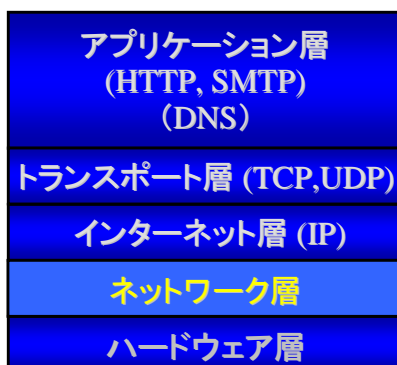 アプリケーション層
(HTTP, SMTP)
（DNS）
トランスポート層 (TCP,UDP)
インターネット層 (IP)
ネットワーク層
ハードウェア層